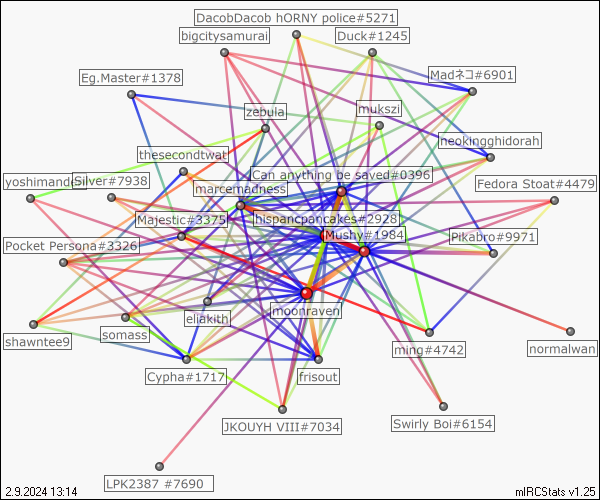 DacobDacob hORNY police#5271
bigcitysamurai
Duck#1245
Eg.Master#1378
Madネコ#6901
zebula
mukszi
neokingghidorah
thesecondtwat
Can anything be saved#0396
yoshimande
Silver#7938
marcemadness
Fedora Stoat#4479
Majestic#3375
hispancpancakes#2928
Mushy#1984
Pikabro#9971
Pocket Persona#3326
moonraven
eliakith
shawntee9
somass
ming#4742
normalwan
Cypha#1717
frisout
JKOUYH VIII#7034
Swirly Boi#6154
LPK2387 #7690
2.9.2024 13:14
mIRCStats v1.25